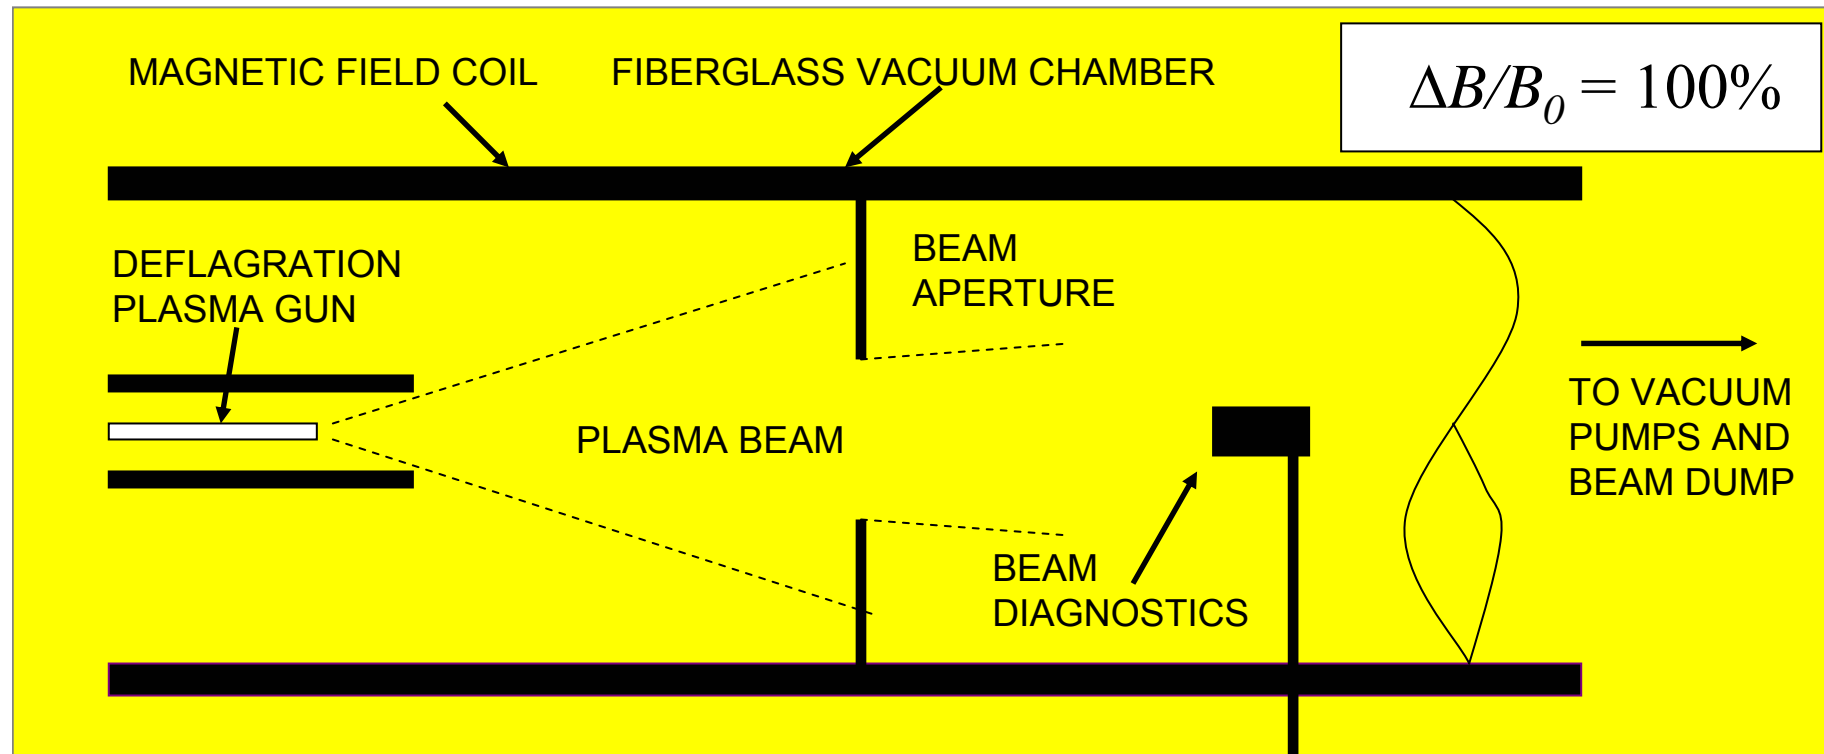 MAGNETIC FIELD COIL
FIBERGLASS VACUUM CHAMBER
ΔB/B₀ = 100%
DEFLAGRATION
PLASMA GUN
BEAM
APERTURE
PLASMA BEAM
TO VACUUM
PUMPS AND
BEAM DUMP
BEAM
DIAGNOSTICS